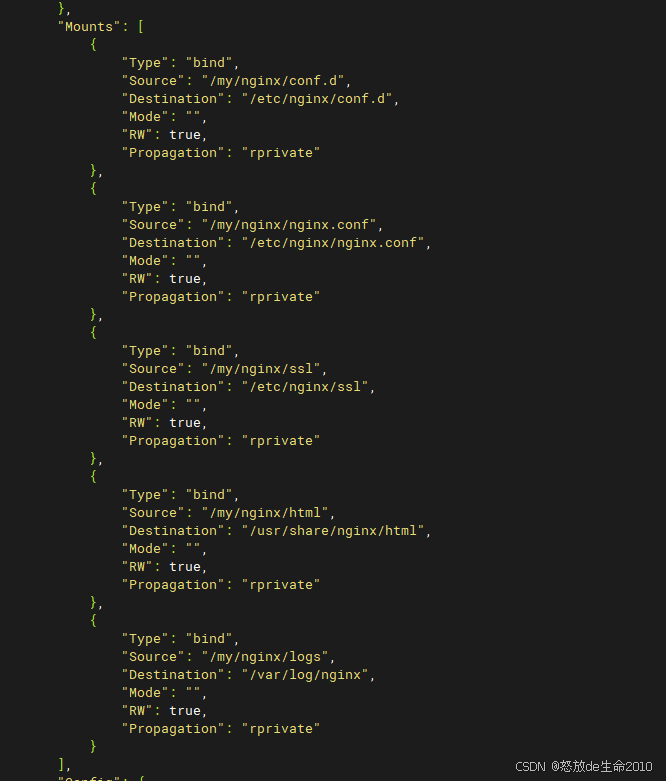 },
"Mounts": [
{
"Type": "bind",
"Source": "/my/nginx/conf.d",
"Destination": "/etc/nginx/conf.d",
"Mode": "",
"RW": true,
"Propagation": "rprivate"
},
{
"Type": "bind",
"Source": "/my/nginx/nginx.conf",
"Destination": "/etc/nginx/nginx.conf",
"Mode": "",
"RW": true,
"Propagation": "rprivate"
},
{
"Type": "bind",
"Source": "/my/nginx/ssl",
"Destination": "/etc/nginx/ssl",
"Mode": "",
"RW": true,
"Propagation": "rprivate"
},
{
"Type": "bind",
"Source": "/my/nginx/html",
"Destination": "/usr/share/nginx/html",
"Mode": "",
"RW": true,
"Propagation": "rprivate"
},
{
"Type": "bind",
"Source": "/my/nginx/logs",
"Destination": "/var/log/nginx",
"Mode": "",
"RW": true,
"Propagation": "rprivate"
}
],
"Config": {
CSDN @怒放de生命2010